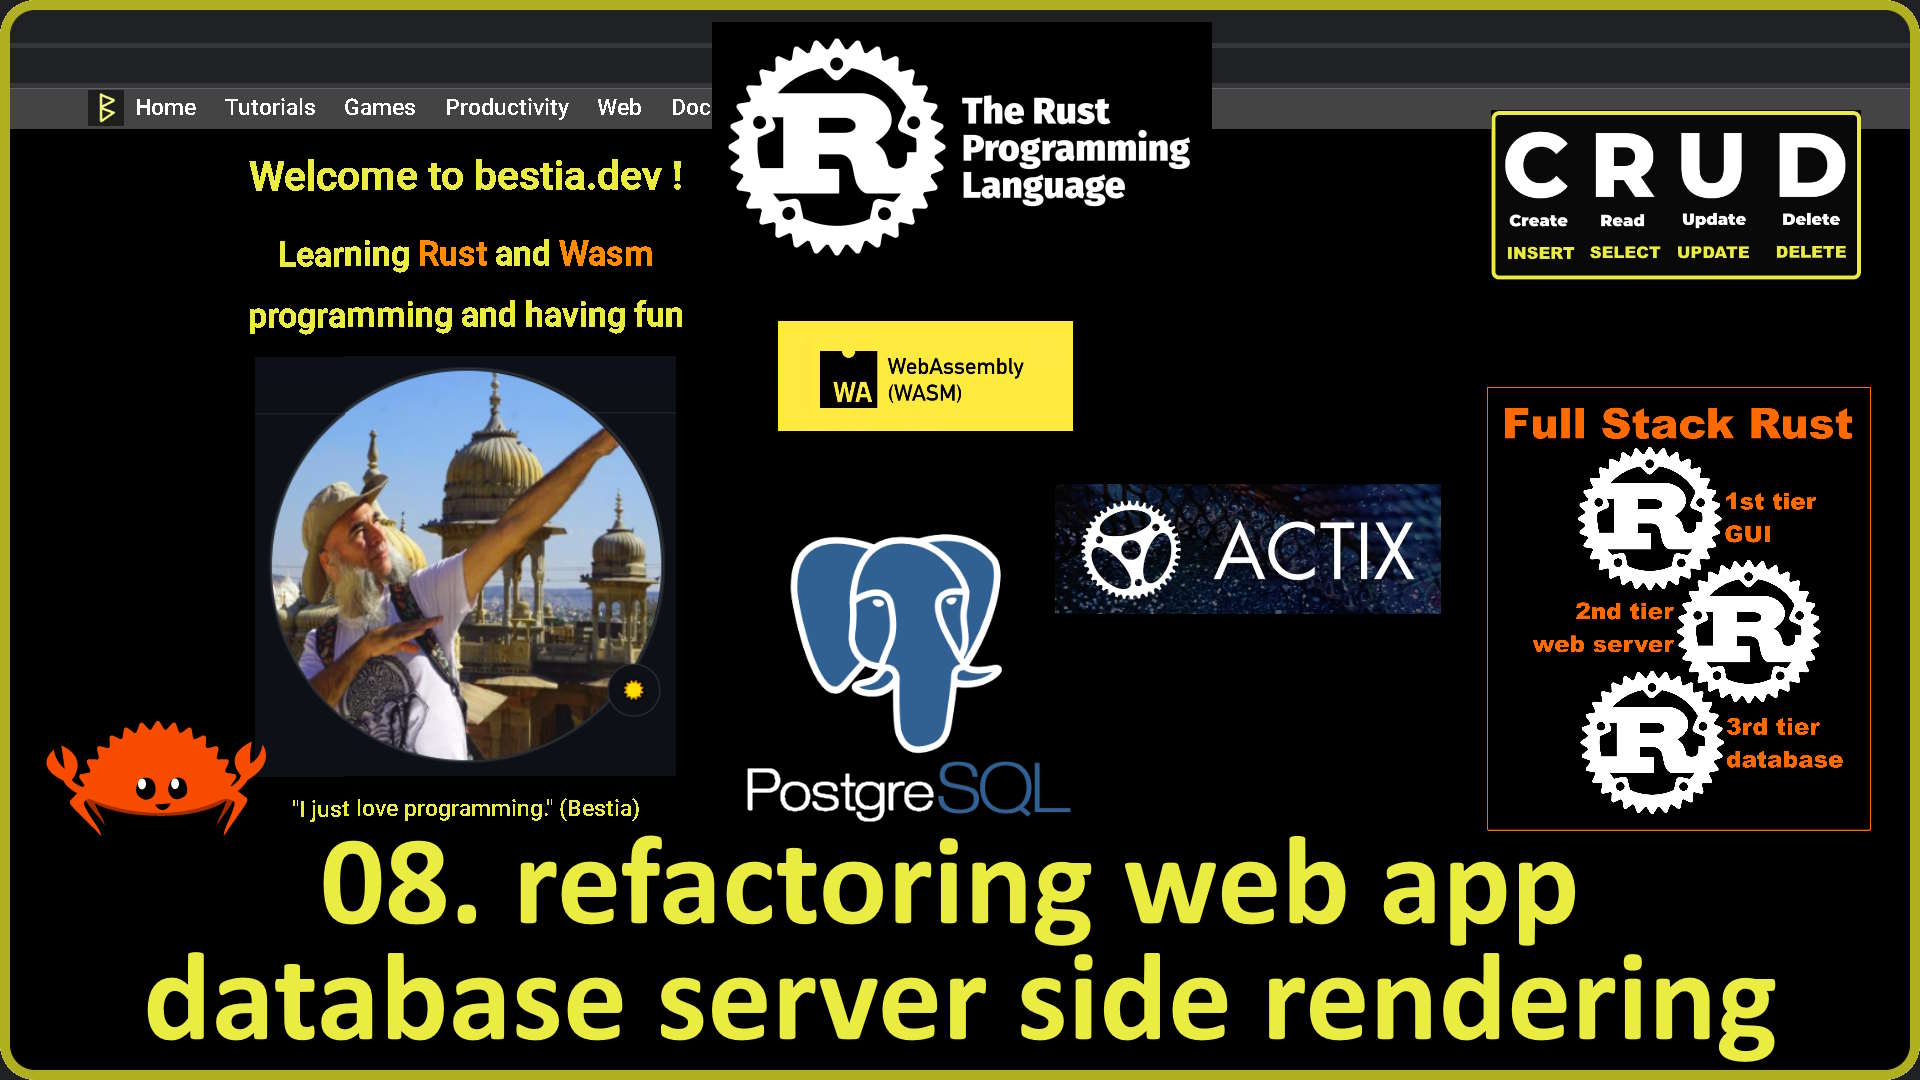 Home Tutorials Games Productivity Web Doc
Welcome to bestia.dev !
Learning Rust and Wasm
programming and having fun
"I just love programming." (Bestia)
R
The Rust
Programming
Language
WA
WebAssembly
(WASM)
PostgreSQL
ACTIX
C R U D
Create Read Update Delete
INSERT SELECT UPDATE DELETE
Full Stack Rust
R
1st tier
GUI
2nd tier
web server
R
R
3rd tier
database
08. refactoring web app
database server side rendering